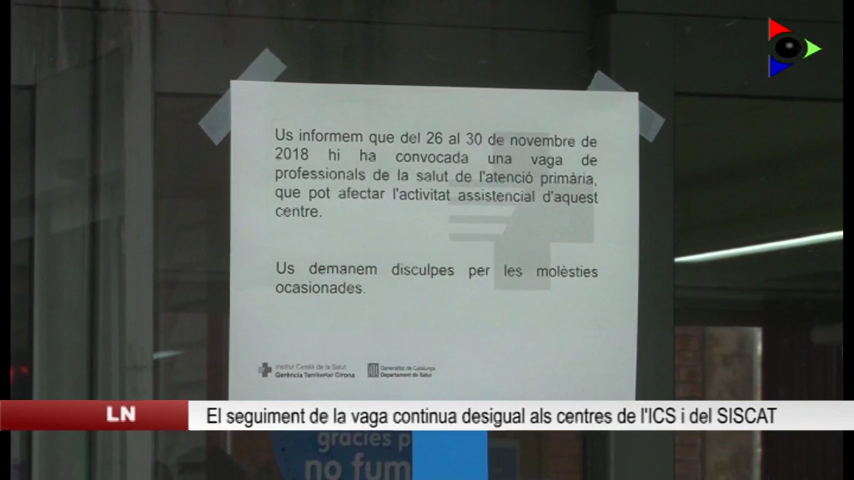 Us informem que del 26 al 30 de novembre de
2018 hi ha convocada una vaga de
professionals de la salut de l'atenció primària,
que pot afectar l'activitat assistencial d'aquest
centre.
Us demanem disculpes per les molèsties
ocasionades.
Institut Català de la Salut
Gerència Territorial Girona
Generalitat de Catalunya
Departament de Salut
LN
El seguiment de la vaga continua desigual als centres de l'ICS i del SISCAT
gràcies p
no fum